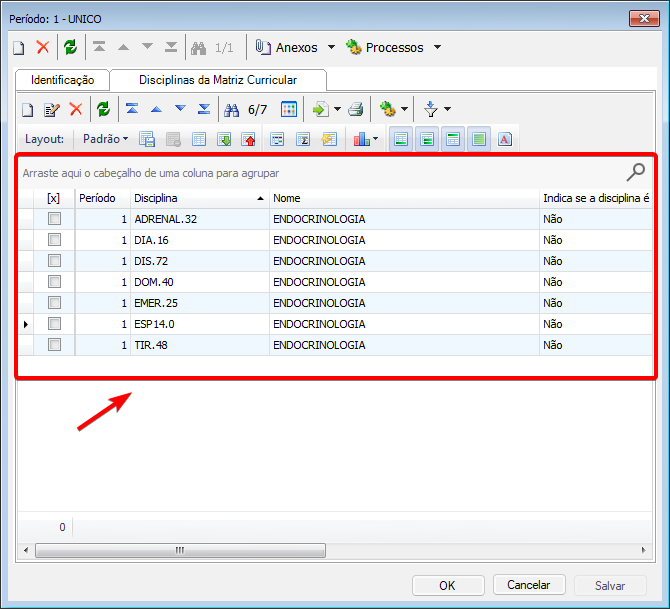 Período: 1 - UNICO
1/1 Anexos Processos
Identificação Disciplinas da Matriz Curricular
6/7
Layout: Padrão Σ A
Arraste aqui o cabeçalho de uma coluna para agrupar
[x] Período Disciplina Nome Indica se a disciplina é
1 ADRENAL.32 ENDOCRINOLOGIA Não
1 DIA.16 ENDOCRINOLOGIA Não
1 DIS.72 ENDOCRINOLOGIA Não
1 DOM.40 ENDOCRINOLOGIA Não
1 EMER.25 ENDOCRINOLOGIA Não
1 ESP14.0 ENDOCRINOLOGIA Não
1 TIR.48 ENDOCRINOLOGIA Não
0
OK Cancelar Salvar